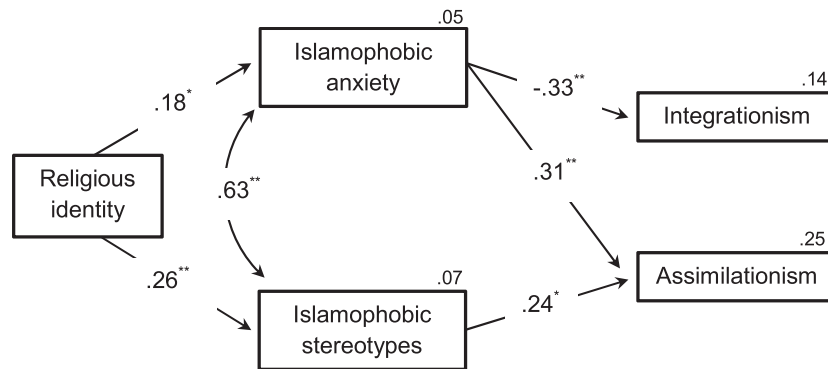 .05
Islamophobic
anxiety
.18*
-.33**
.14
Integrationism
Religious
identity
.63**
.31**
.25
Assimilationism
.26**
.07
Islamophobic
stereotypes
.24*